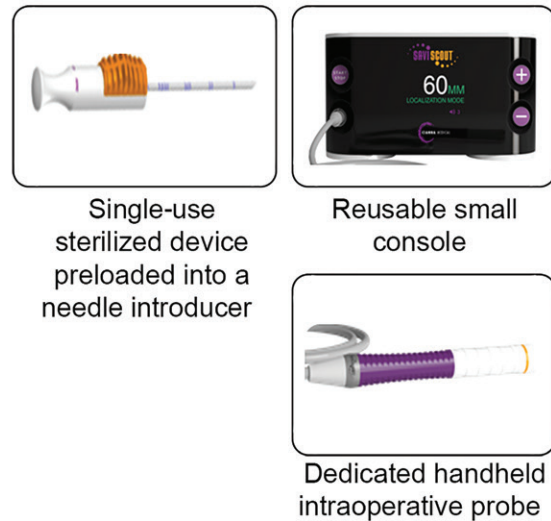 SAVI SCOUT
60MM
LOCALIZATION MODE
Single-use
sterilized device
preloaded into a
needle introducer
Reusable small
console
Dedicated handheld
intraoperative probe